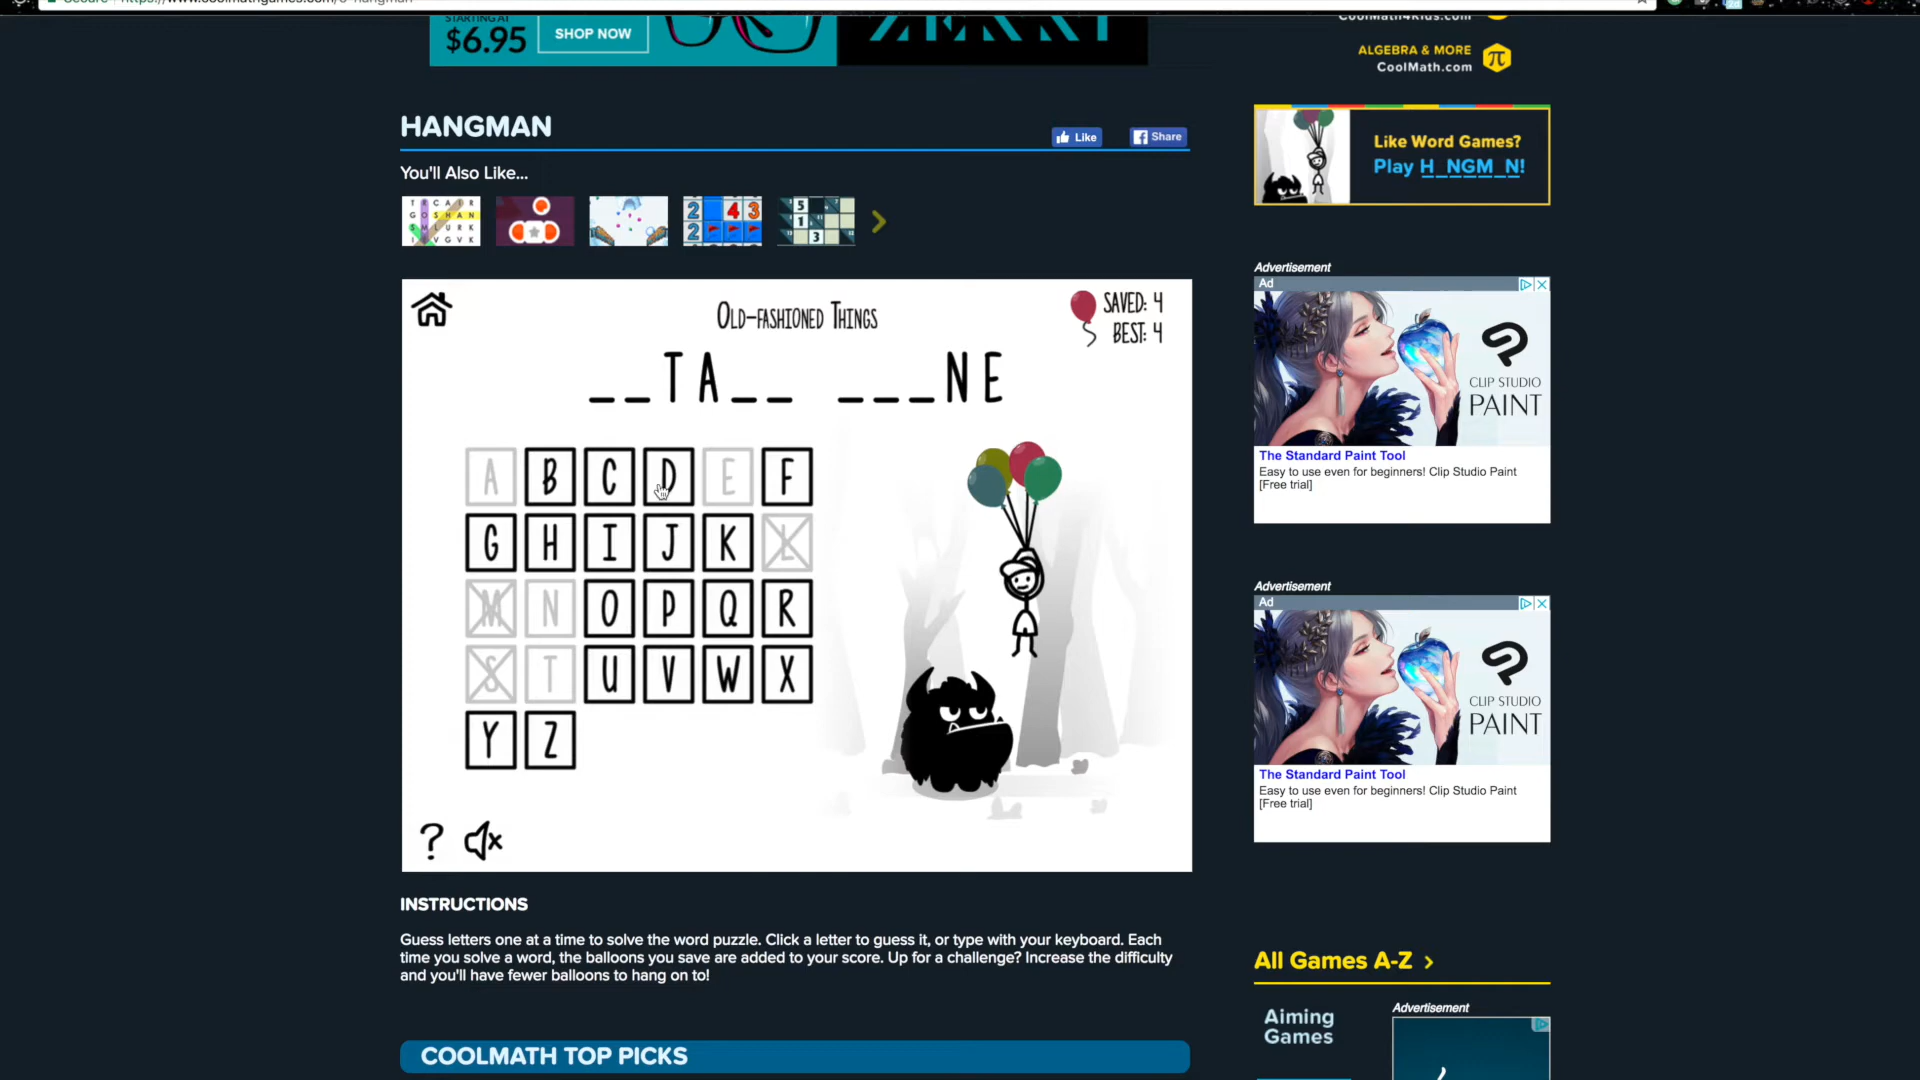 STARTING AT
$6.95
SHOP NOW
CoolMath4Kids.com
ALGEBRA & MORE
CoolMath.com
HANGMAN
Like
Share
You'll Also Like...
Like Word Games?
Play H_NGM_N!
OLD-FASHIONED THINGS
SAVED: 4
BEST: 4
__TA__ ___NE
A B C D E F
G H I J K L
M N O P Q R
S T U V W X
Y Z
?
Advertisement
Ad
CLIP STUDIO
PAINT
The Standard Paint Tool
Easy to use even for beginners! Clip Studio Paint
[Free trial]
Advertisement
Ad
CLIP STUDIO
PAINT
The Standard Paint Tool
Easy to use even for beginners! Clip Studio Paint
[Free trial]
INSTRUCTIONS
Guess letters one at a time to solve the word puzzle. Click a letter to guess it, or type with your keyboard. Each
time you solve a word, the balloons you save are added to your score. Up for a challenge? Increase the difficulty
and you'll have fewer balloons to hang on to!
COOLMATH TOP PICKS
All Games A-Z >
Aiming
Games
Advertisement